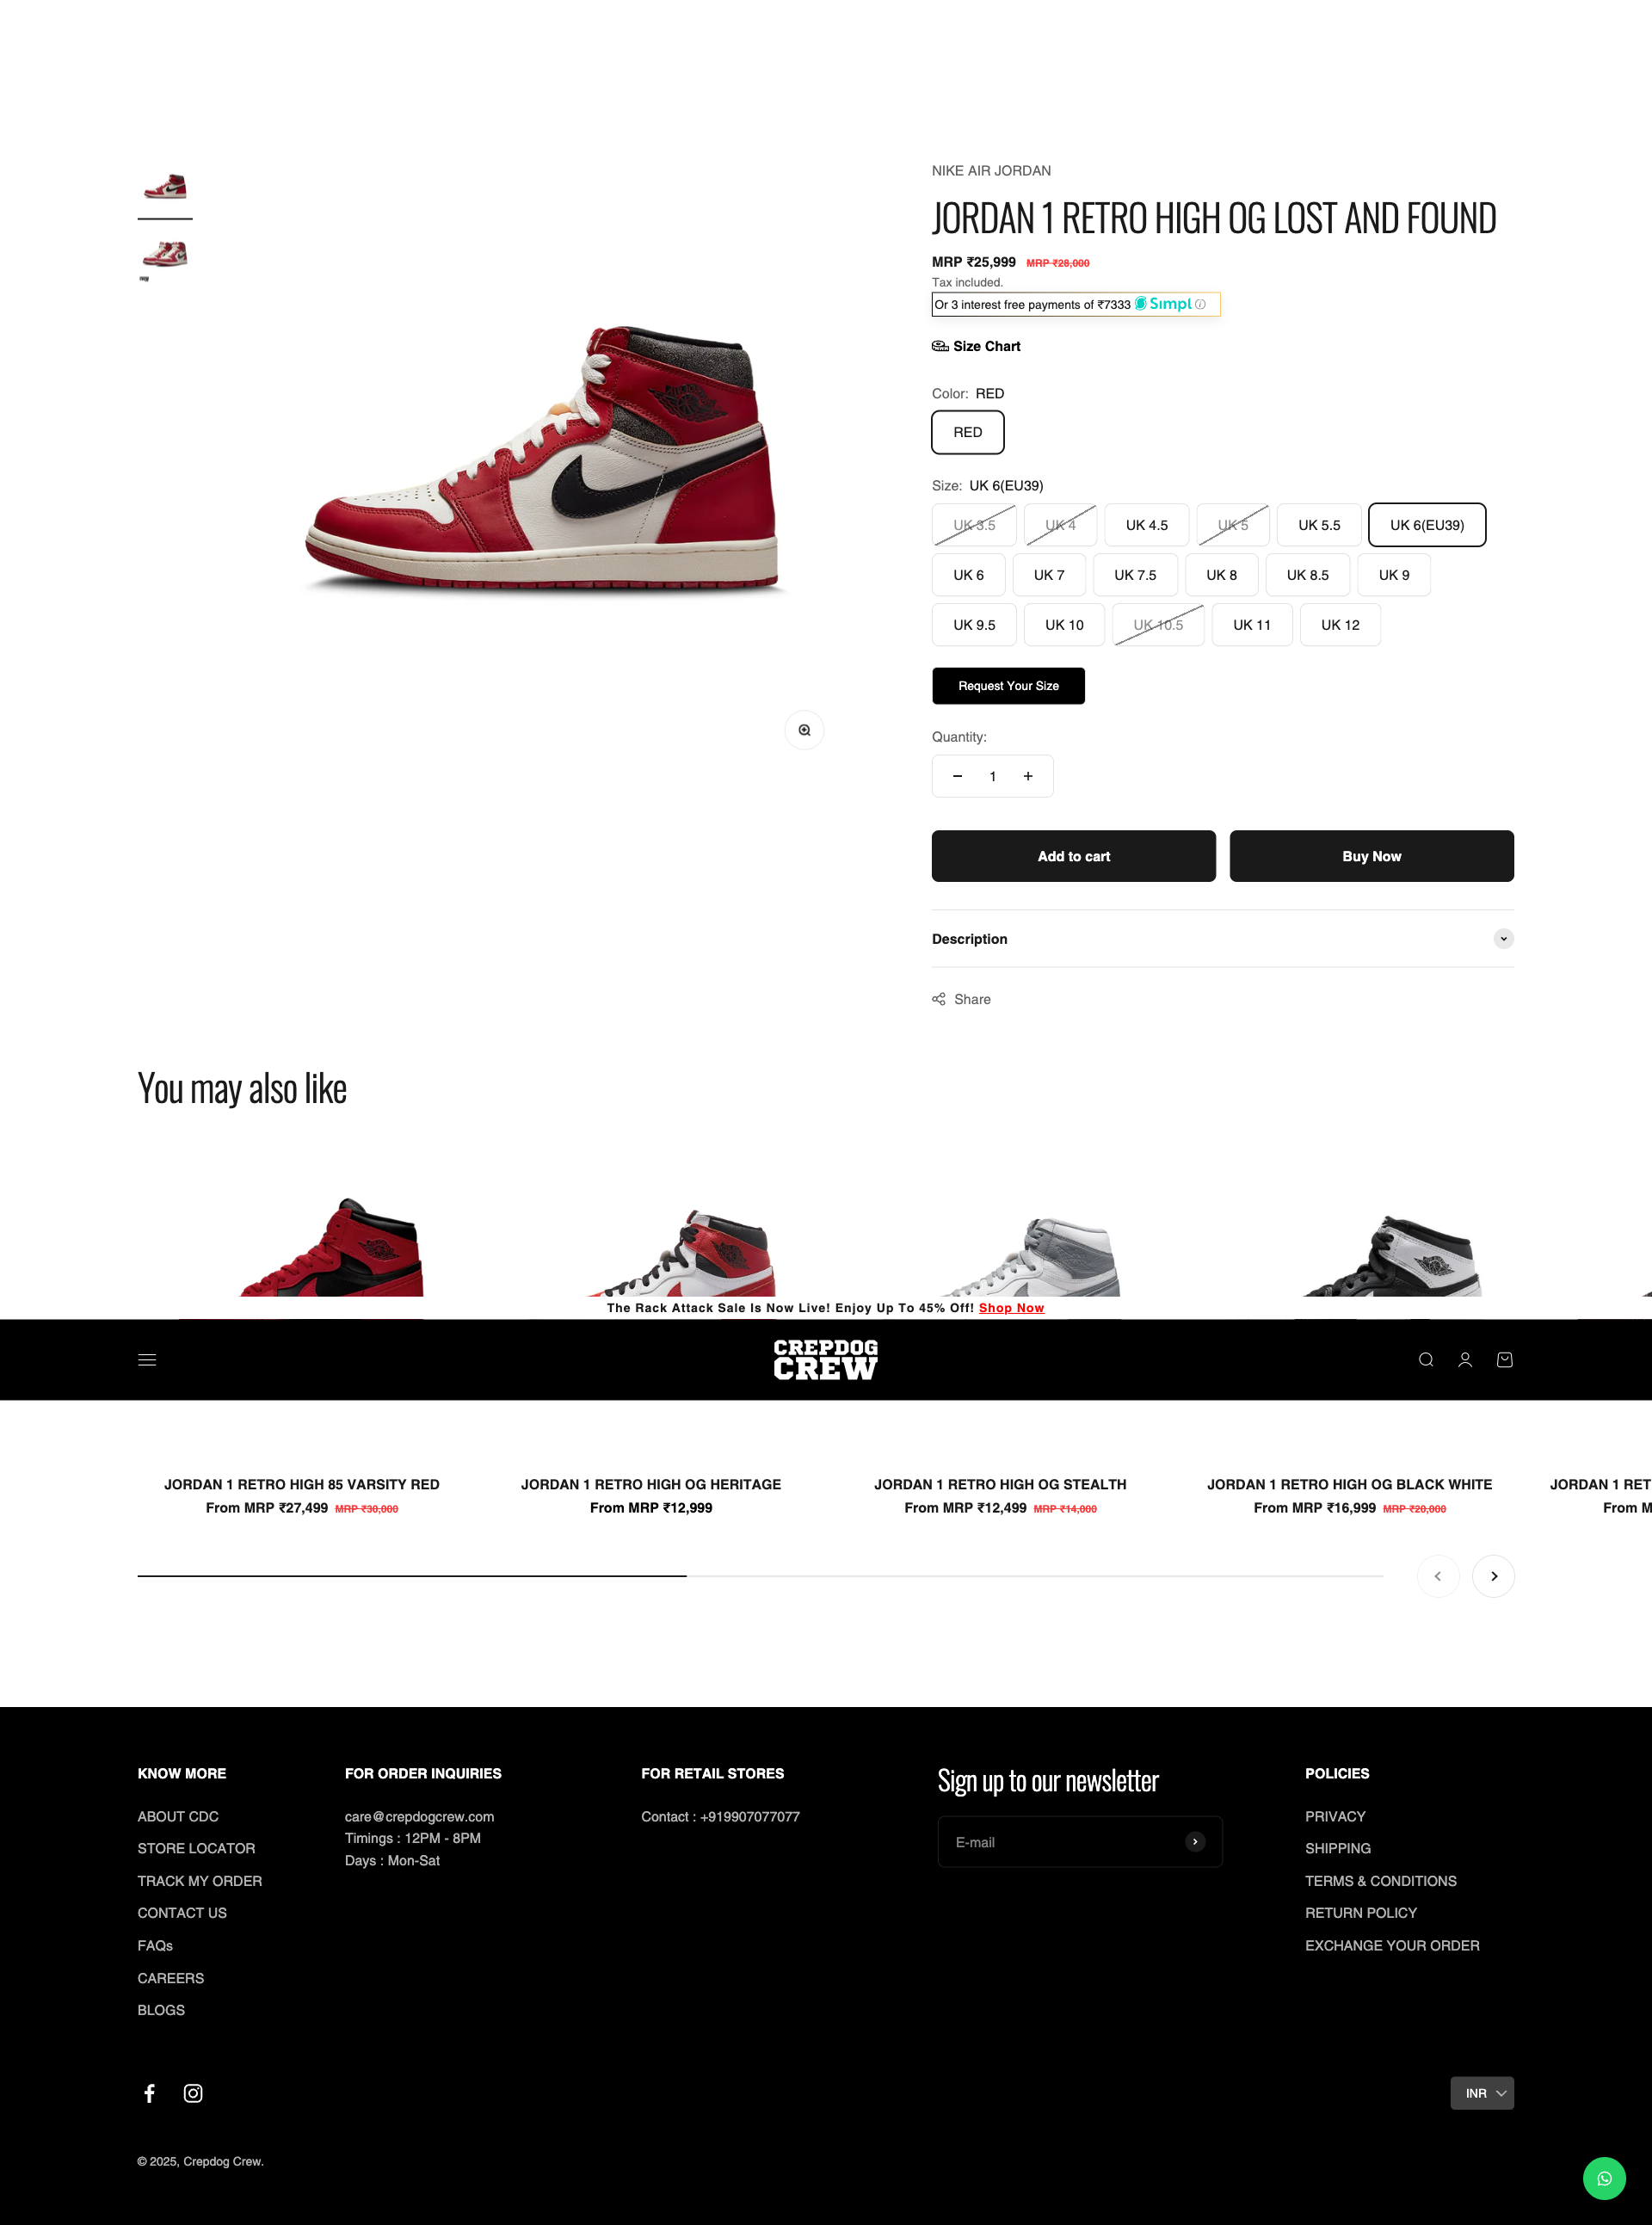 NIKE AIR JORDAN
JORDAN 1 RETRO HIGH OG LOST AND FOUND
MRP ₹25,999 MRP ₹28,000
Tax included.
Or 3 interest free payments of ₹7333 Simpl
Size Chart
Color: RED
RED
Size: UK 6(EU39)
UK 3.5 UK 4 UK 4.5 UK 5 UK 5.5 UK 6(EU39)
UK 6 UK 7 UK 7.5 UK 8 UK 8.5 UK 9
UK 9.5 UK 10 UK 10.5 UK 11 UK 12
Request Your Size
Quantity:
1
Add to cart Buy Now
Description
Share
You may also like
The Rack Attack Sale Is Now Live! Enjoy Up To 45% Off! Shop Now
CREPDOG
CREW
JORDAN 1 RETRO HIGH 85 VARSITY RED
From MRP ₹27,499 MRP ₹30,000
JORDAN 1 RETRO HIGH OG HERITAGE
From MRP ₹12,999
JORDAN 1 RETRO HIGH OG STEALTH
From MRP ₹12,499 MRP ₹14,000
JORDAN 1 RETRO HIGH OG BLACK WHITE
From MRP ₹16,999 MRP ₹20,000
JORDAN 1 RET
From M
KNOW MORE
ABOUT CDC
STORE LOCATOR
TRACK MY ORDER
CONTACT US
FAQs
CAREERS
BLOGS
FOR ORDER INQUIRIES
care@crepdogcrew.com
Timings : 12PM - 8PM
Days : Mon-Sat
FOR RETAIL STORES
Contact : +919907077077
Sign up to our newsletter
E-mail
POLICIES
PRIVACY
SHIPPING
TERMS & CONDITIONS
RETURN POLICY
EXCHANGE YOUR ORDER
INR
© 2025, Crepdog Crew.